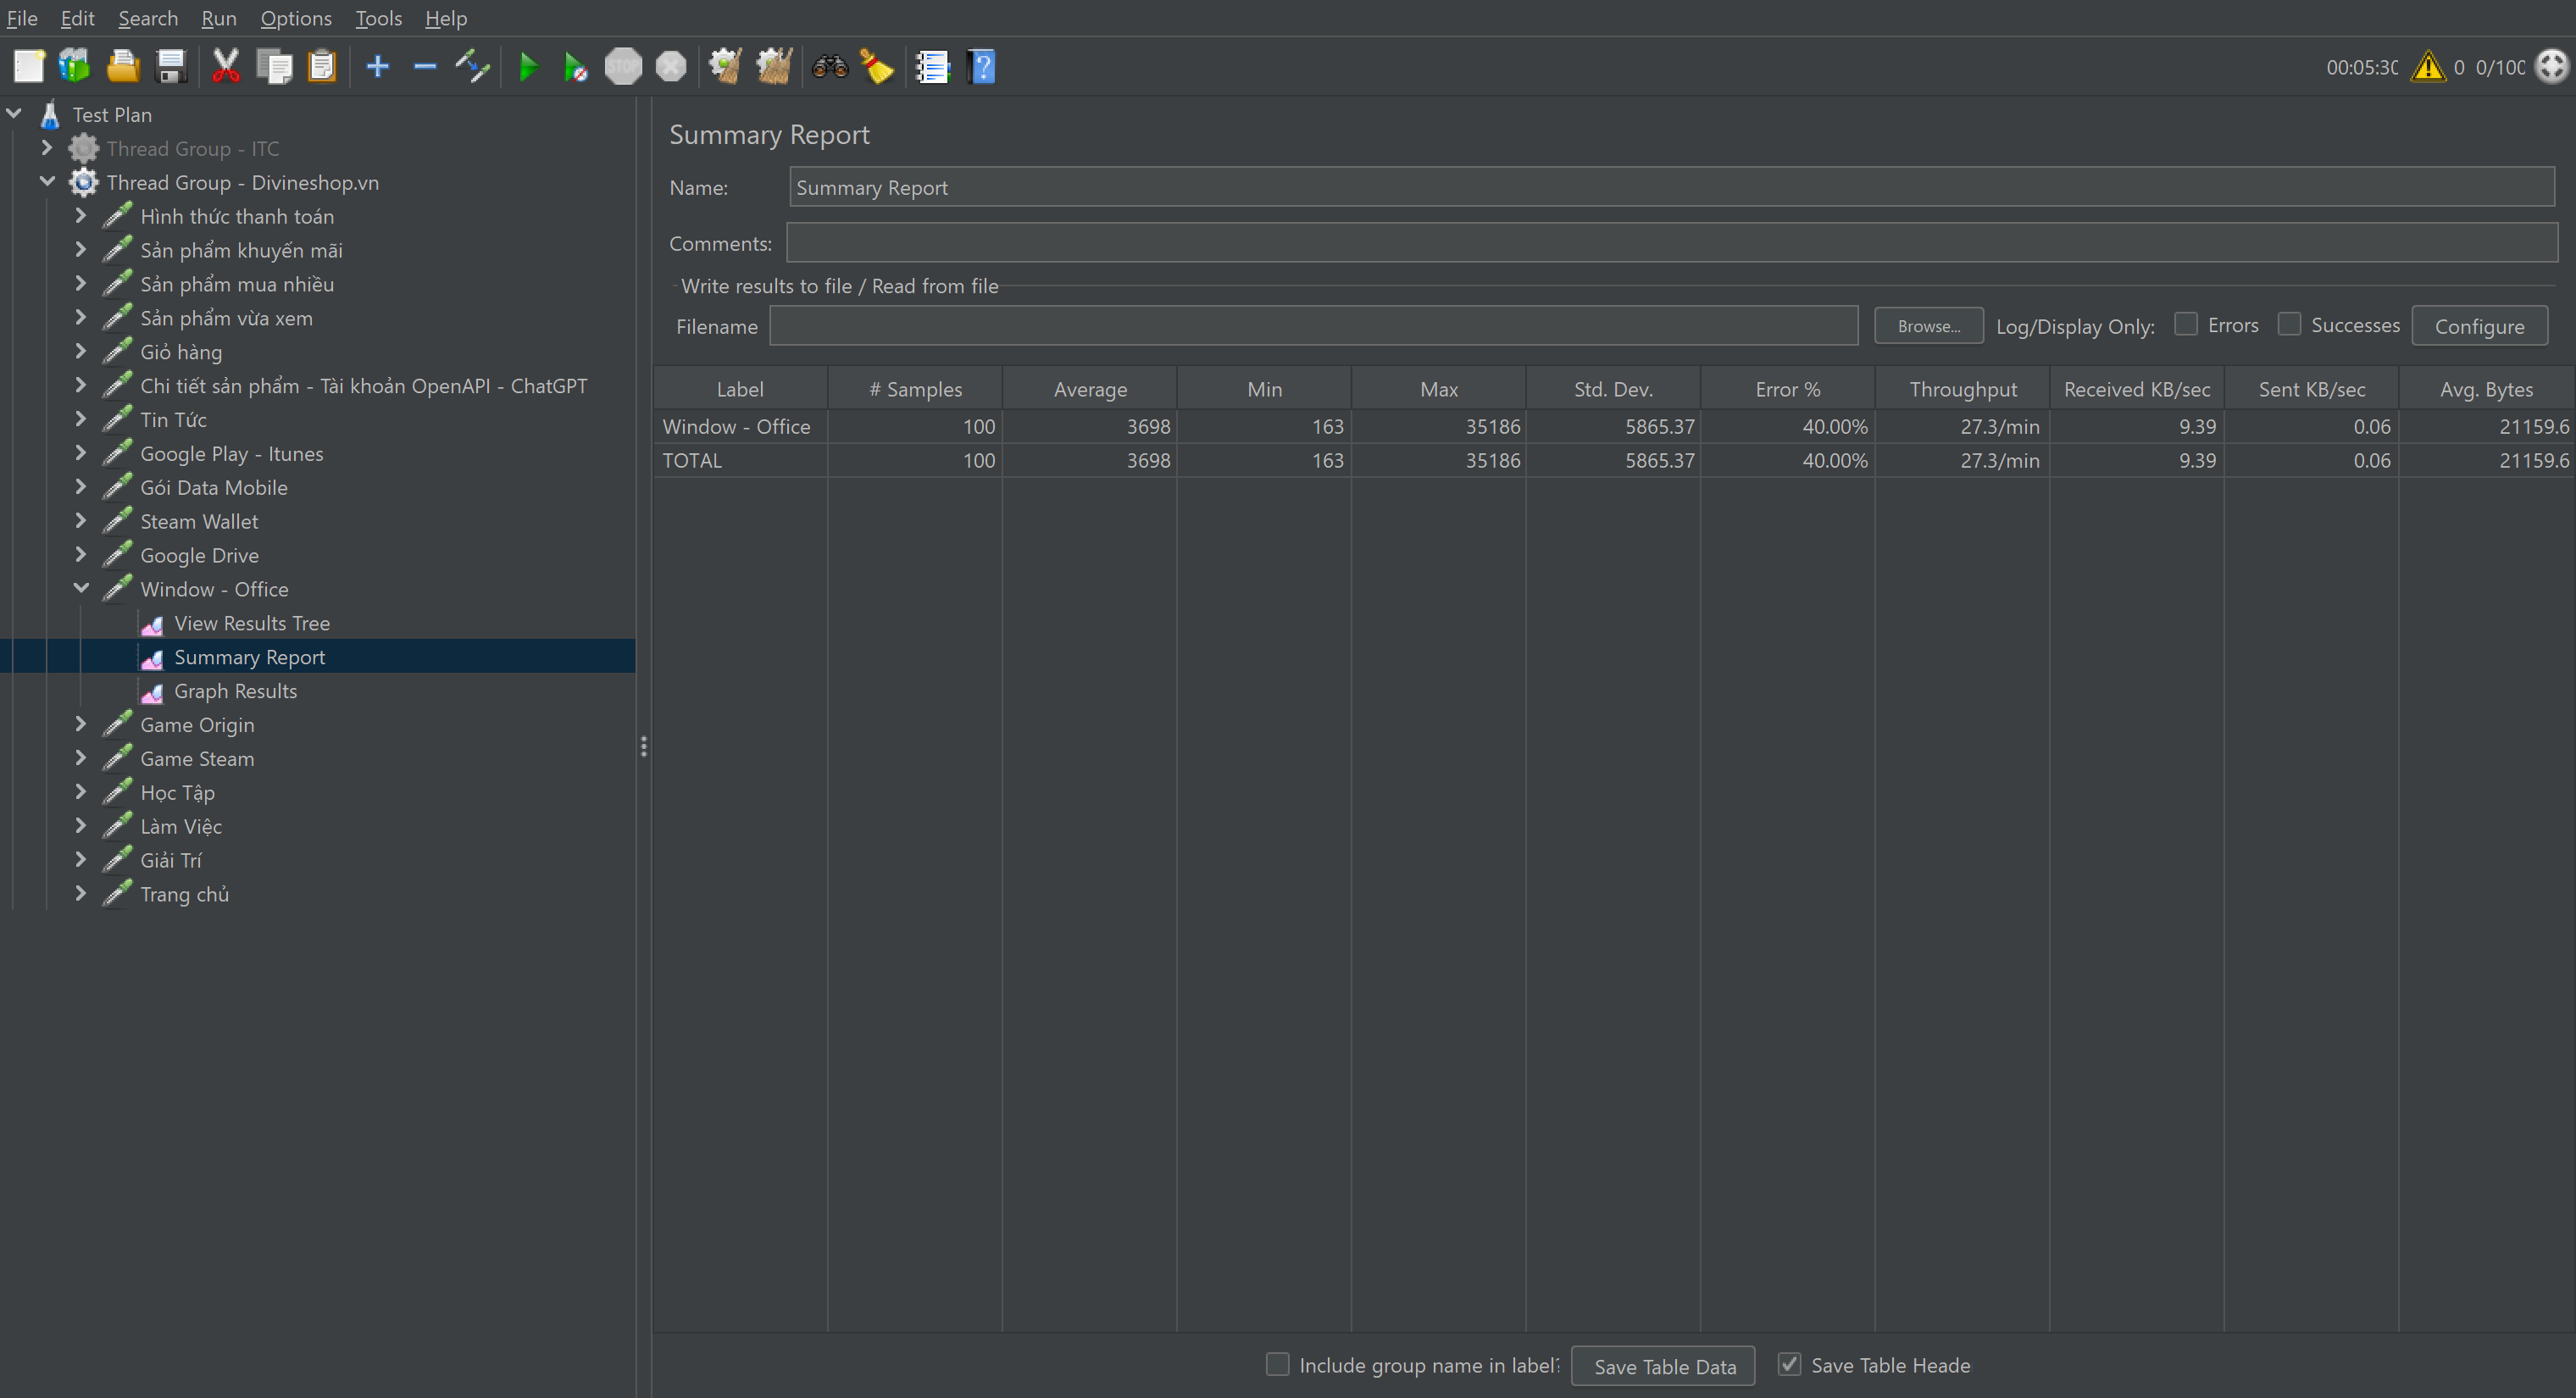 File Edit Search Run Options Tools Help
STOP
00:05:30 0 0/100
Test Plan
Thread Group - ITC
Thread Group - Divineshop.vn
Hình thức thanh toán
Sản phẩm khuyến mãi
Sản phẩm mua nhiều
Sản phẩm vừa xem
Giỏ hàng
Chi tiết sản phẩm - Tài khoản OpenAPI - ChatGPT
Tin Tức
Google Play - Itunes
Gói Data Mobile
Steam Wallet
Google Drive
Window - Office
View Results Tree
Summary Report
Graph Results
Game Origin
Game Steam
Học Tập
Làm Việc
Giải Trí
Trang chủ
Summary Report
Name: Summary Report
Comments:
Write results to file / Read from file
Filename Browse... Log/Display Only: Errors Successes Configure
Label # Samples Average Min Max Std. Dev. Error % Throughput Received KB/sec Sent KB/sec Avg. Bytes
Window - Office 100 3698 163 35186 5865.37 40.00% 27.3/min 9.39 0.06 21159.6
TOTAL 100 3698 163 35186 5865.37 40.00% 27.3/min 9.39 0.06 21159.6
Include group name in label? Save Table Data Save Table Heade